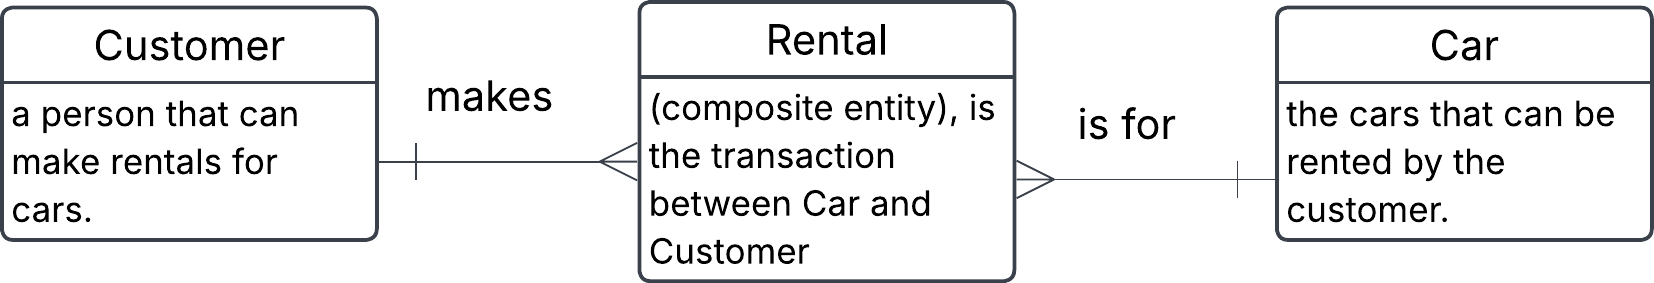 Customer
a person that can
make rentals for
cars.
makes
Rental
(composite entity), is
the transaction
between Car and
Customer
is for
Car
the cars that can be
rented by the
customer.